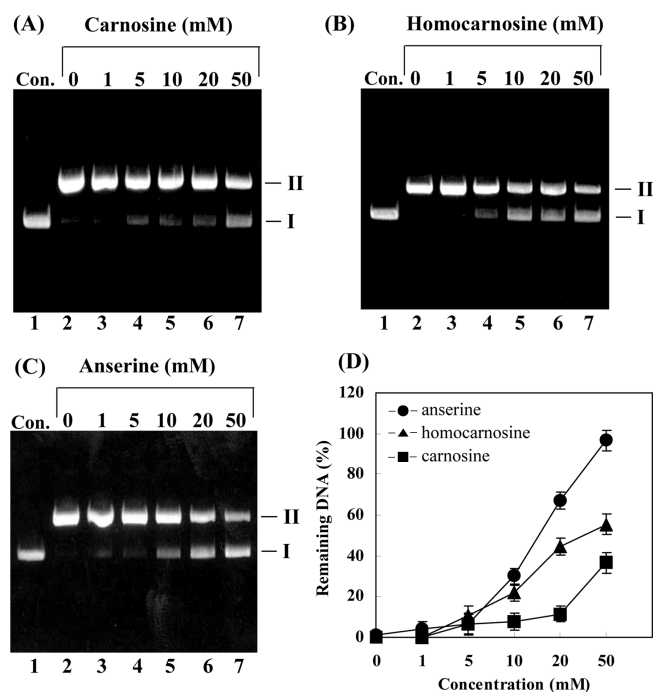 (A)
Carnosine (mM)
Con. 0 1 5 10 20 50
II
I
1 2 3 4 5 6 7
(B)
Homocarnosine (mM)
Con. 0 1 5 10 20 50
II
I
1 2 3 4 5 6 7
(C)
Anserine (mM)
Con. 0 1 5 10 20 50
II
I
1 2 3 4 5 6 7
(D)
Remaining DNA (%)
120
100
80
60
40
20
0
anserine
homocarnosine
carnosine
0 1 5 10 20 50
Concentration (mM)